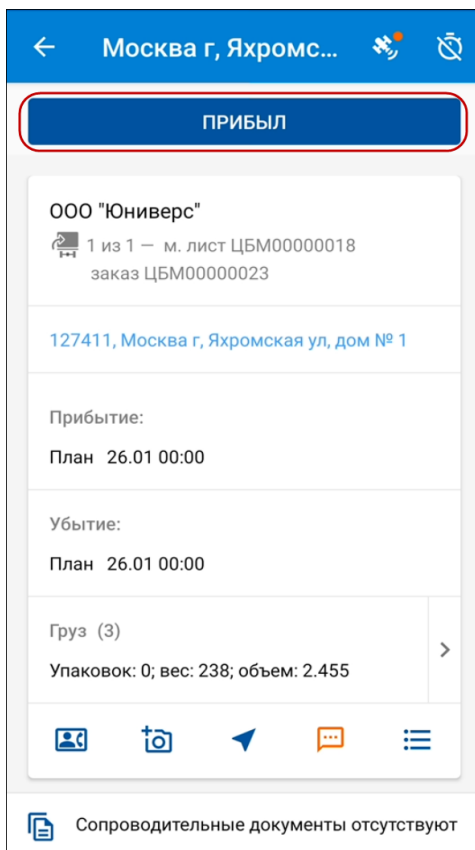 Москва г, Яхромс...
ПРИБЫЛ
ООО "Юниверс"
1 из 1 — м. лист ЦБМ00000018
заказ ЦБМ00000023
127411, Москва г, Яхромская ул, дом № 1
Прибытие:
План 26.01 00:00
Убытие:
План 26.01 00:00
Груз (3)
Упаковок: 0; вес: 238; объем: 2.455
Сопроводительные документы отсутствуют